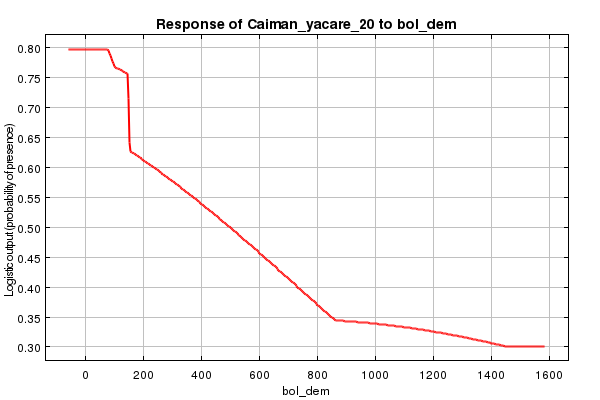 Response of Caiman_yacare_20 to bol_dem
Logistic output (probability of presence)
0.80
0.75
0.70
0.65
0.60
0.55
0.50
0.45
0.40
0.35
0.30
0 200 400 600 800 1000 1200 1400 1600
bol_dem